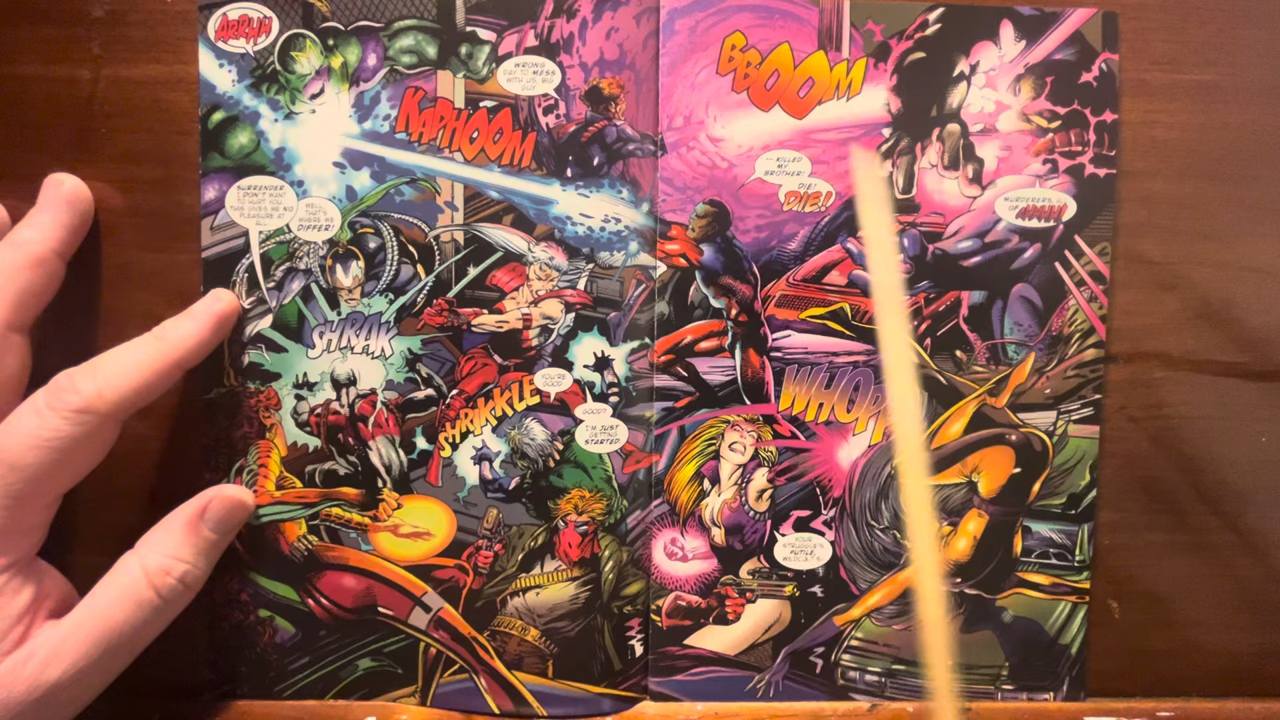 ARRHH
WRONG
DAY TO MESS
WITH US, BIG
GUY
KAPHOOM
SURRENDER
I DON'T WANT
TO HURT YOU.
THIS GIVES ME NO
PLEASURE AT
ALL.
WELL,
THAT'S
WHERE WE
DIFFER!
SHRAK
SHRIKKLE
YOU'RE
GOOD.
GOOD?
I'M JUST
GETTING
STARTED.
BBOOM
-- KILLED
MY
BROTHER!
DIE!
DIE!
MURDERERS,
OF
WHOP
YOUR
STRUGGLE'S
FUTILE,
WILDC.A.T.S.